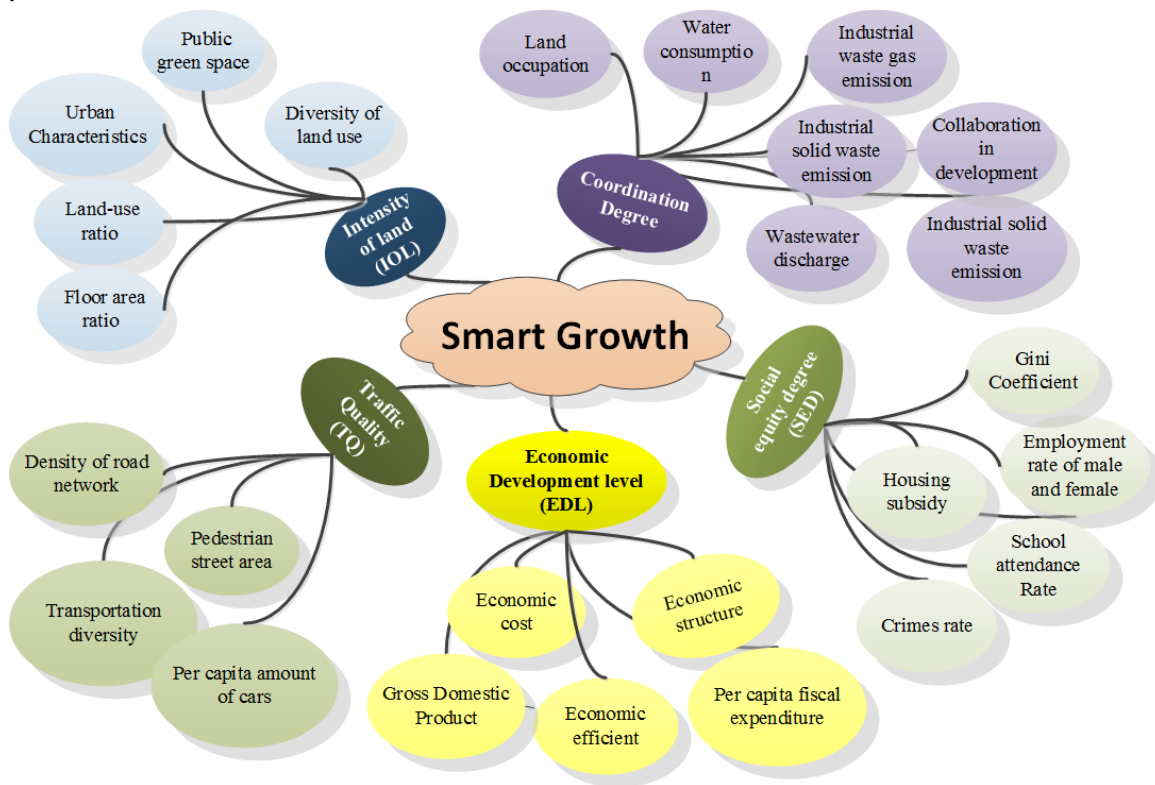 Public
green space
Urban
Characteristics
Diversity of
land use
Land-use
ratio
Floor area
ratio
Intensity
of land
(IOL)
Land
occupation
Water
consumptio
n
Industrial
waste gas
emission
Industrial
solid waste
emission
Collaboration
in
development
Coordination
Degree
Wastewater
discharge
Industrial solid
waste
emission
Smart Growth
Traffic
Quality
(TQ)
Density of road
network
Pedestrian
street area
Transportation
diversity
Per capita amount
of cars
Economic
Development level
(EDL)
Economic
cost
Economic
structure
Gross Domestic
Product
Economic
efficient
Per capita fiscal
expenditure
Social
equity degree
(SED)
Gini
Coefficient
Employment
rate of male
and female
Housing
subsidy
School
attendance
Rate
Crimes rate